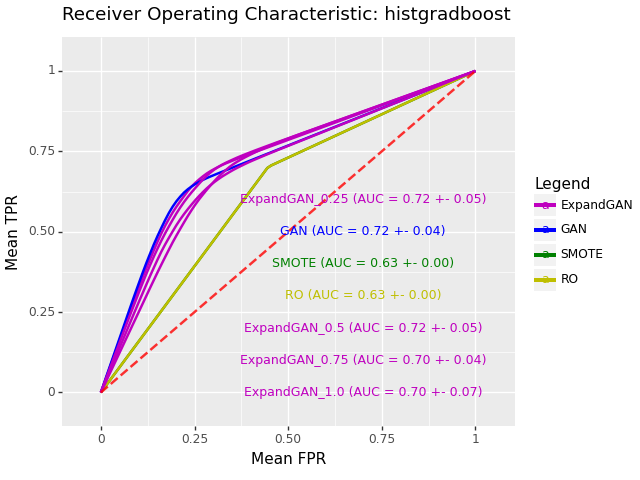 Receiver Operating Characteristic: histgradboost
1
0.75
0.50
0.25
0
Mean TPR
ExpandGAN_0.25 (AUC = 0.72 +- 0.05)
GAN (AUC = 0.72 +- 0.04)
SMOTE (AUC = 0.63 +- 0.00)
RO (AUC = 0.63 +- 0.00)
ExpandGAN_0.5 (AUC = 0.72 +- 0.05)
ExpandGAN_0.75 (AUC = 0.70 +- 0.04)
ExpandGAN_1.0 (AUC = 0.70 +- 0.07)
0
0.25
0.50
0.75
1
Mean FPR
Legend
a ExpandGAN
a GAN
a SMOTE
a RO